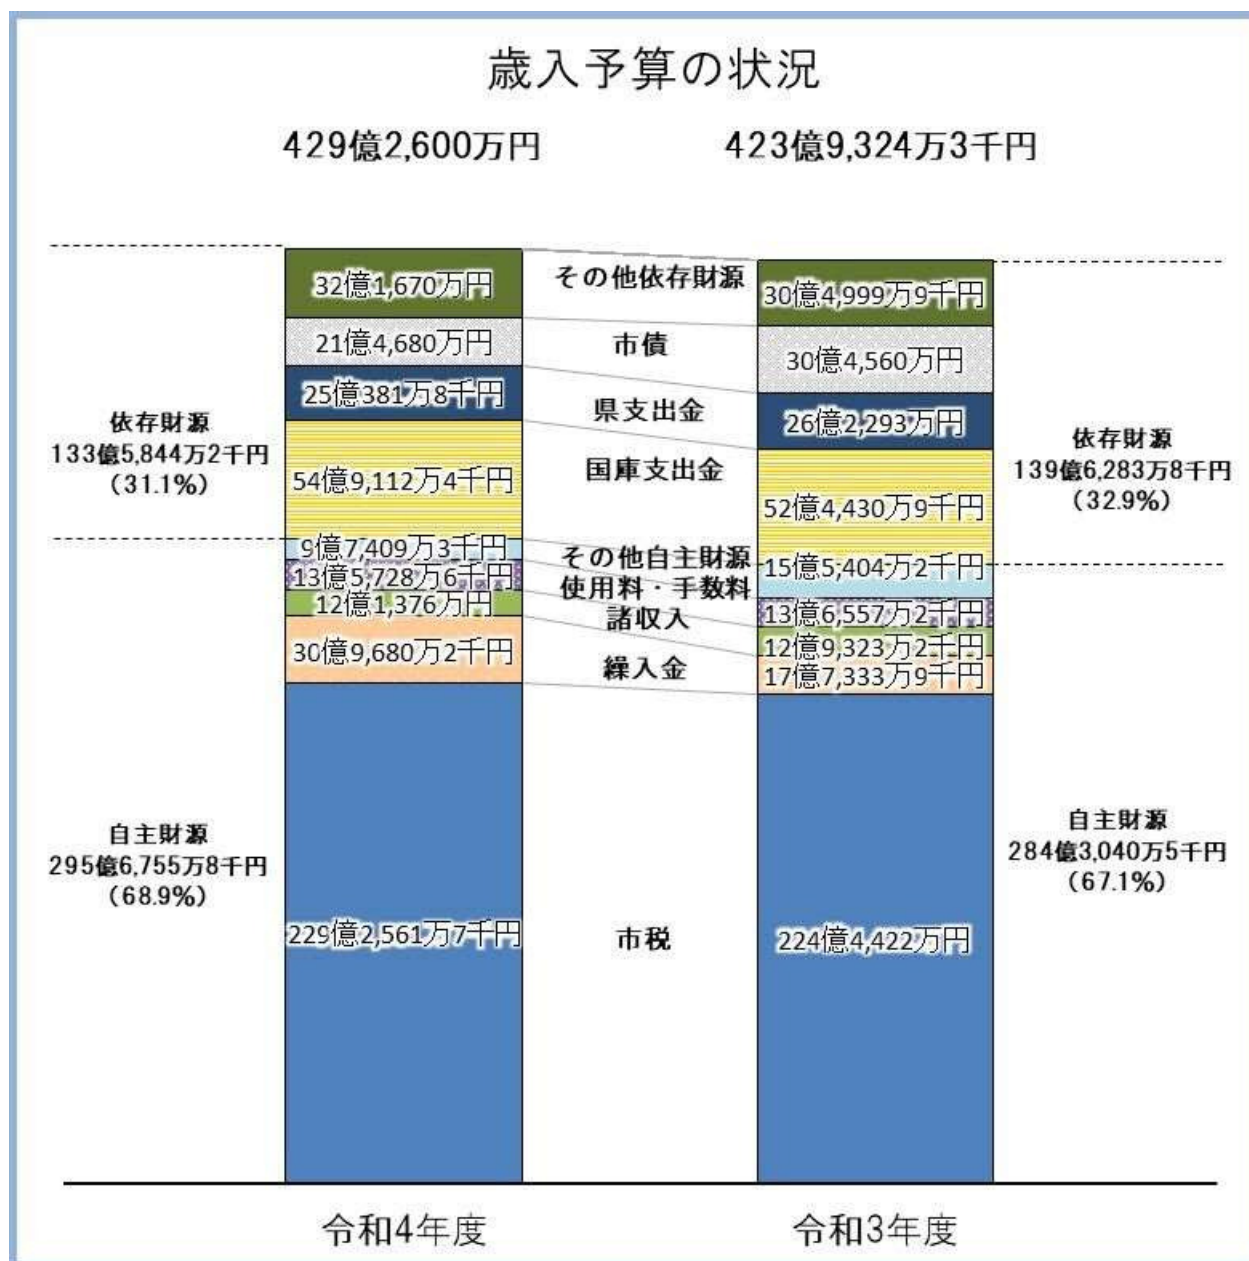 歳入予算の状況
429億2,600万円
423億9,324万3千円
32億1,670万円
その他依存財源
30億4,999万9千円
21億4,680万円
市債
30億4,560万円
25億381万8千円
県支出金
26億2,293万円
依存財源
133億5,844万2千円
(31.1%)
54億9,112万4千円
国庫支出金
52億4,430万9千円
依存財源
139億6,283万8千円
(32.9%)
9億7,409万3千円
その他自主財源
15億5,404万2千円
13億5,728万6千円
使用料・手数料
13億6,557万2千円
12億1,376万円
諸収入
12億9,323万2千円
30億9,680万2千円
繰入金
17億7,333万9千円
自主財源
295億6,755万8千円
(68.9%)
229億2,561万7千円
市税
224億4,422万円
自主財源
284億3,040万5千円
(67.1%)
令和4年度
令和3年度